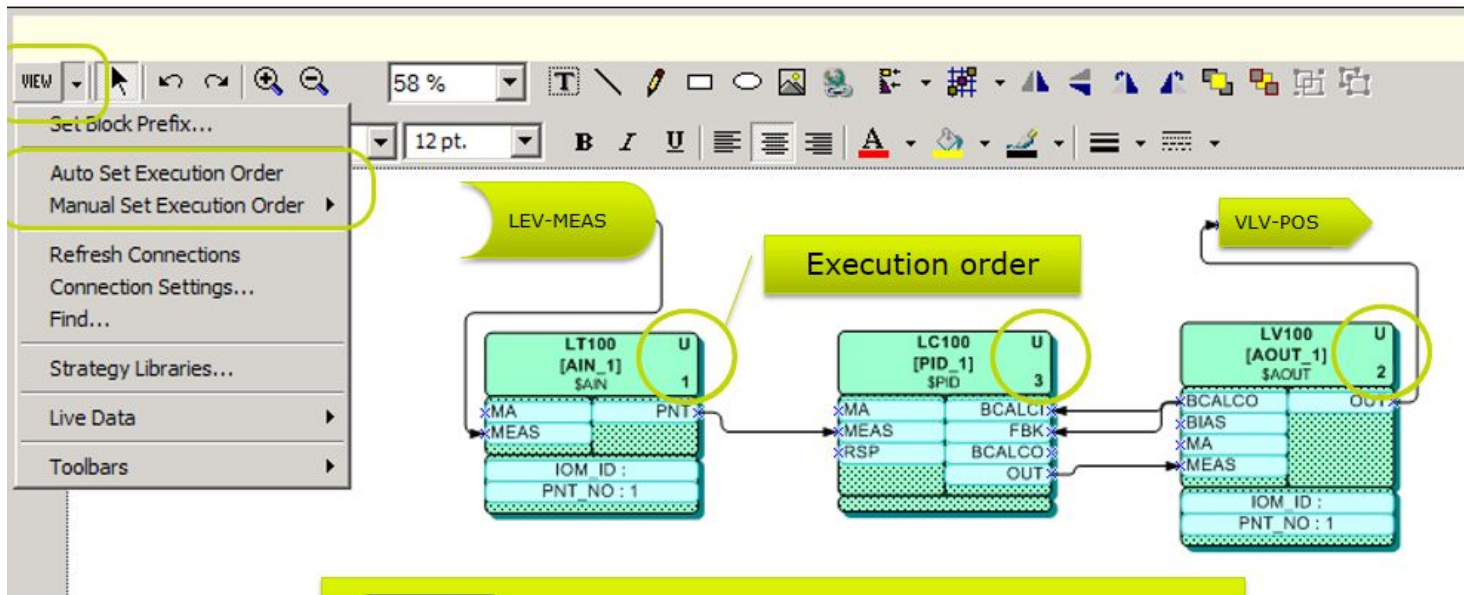 VIEW
58 %
T
Set Block Prefix...
12 pt.
B I U
A
Auto Set Execution Order
Manual Set Execution Order
Refresh Connections
Connection Settings...
Find...
Strategy Libraries...
Live Data
Toolbars
LEV-MEAS
Execution order
VLV-POS
LT100 U
[AIN_1]
$AIN 1
MA PNT
MEAS
IOM_ID :
PNT_NO : 1
LC100 U
[PID_1]
$PID 3
MA BCALCI
MEAS FBK
RSP BCALCO
OUT
LV100 U
[AOUT_1]
$AOUT 2
BCALCO OUT
BIAS
MA
MEAS
IOM_ID :
PNT_NO : 1